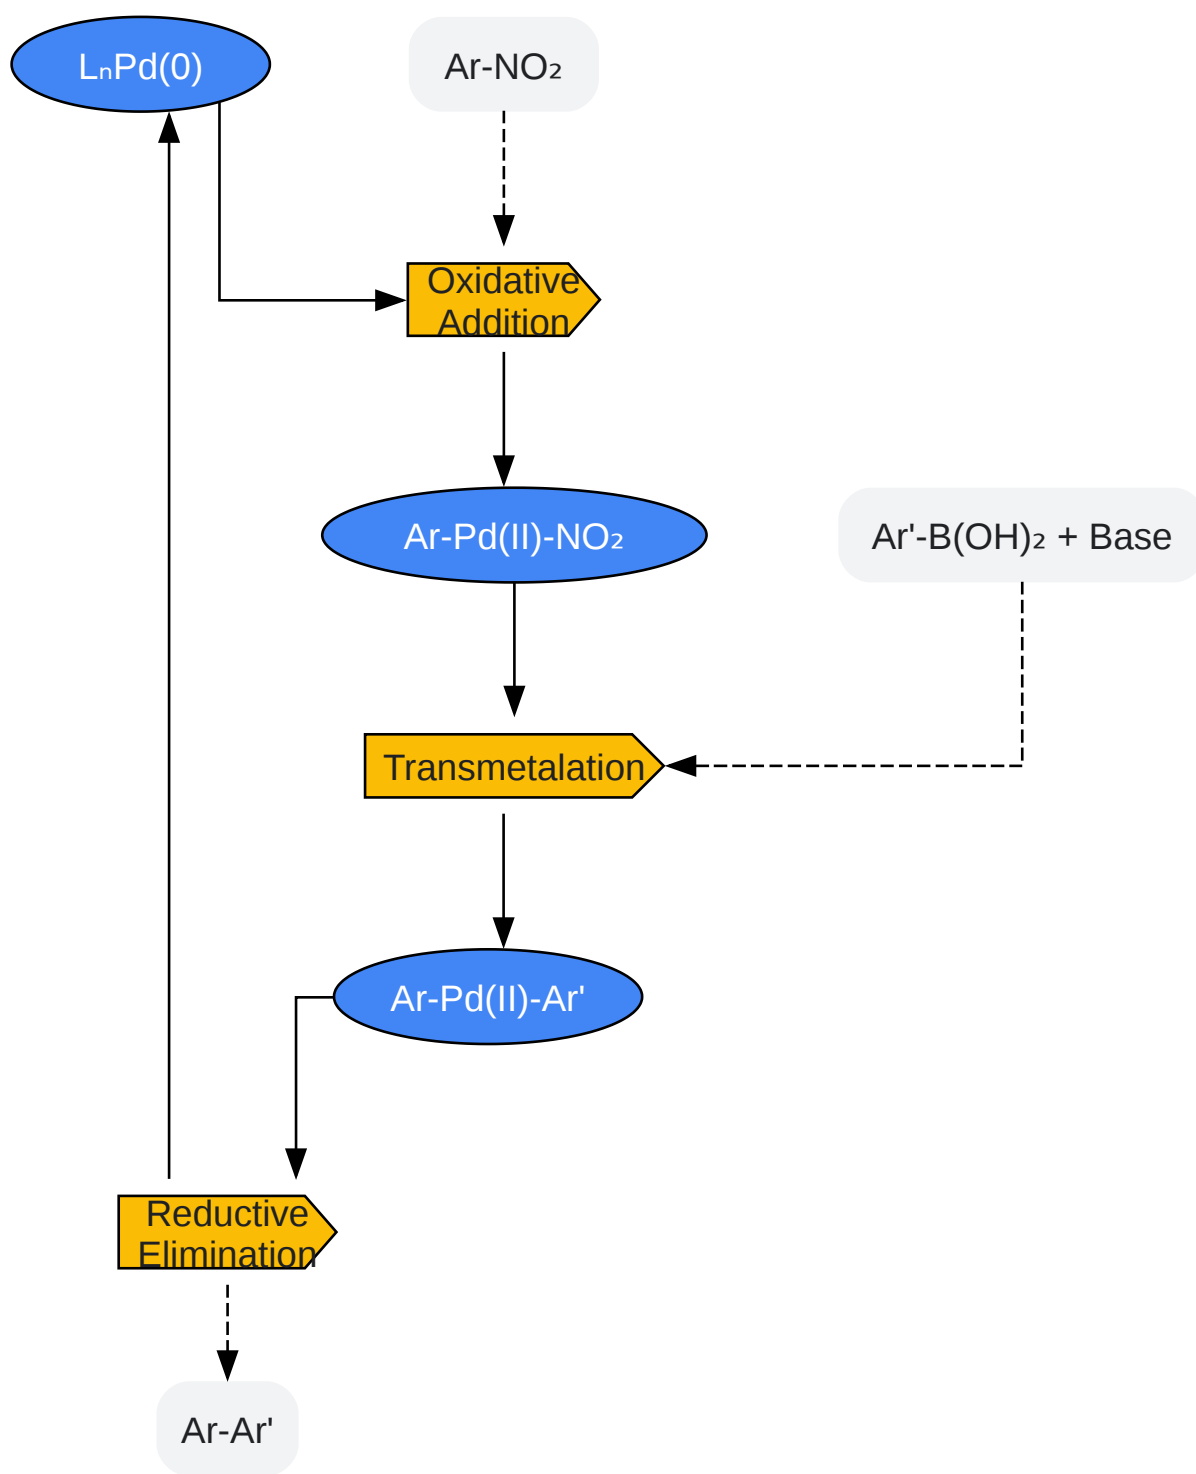 LₙPd(0)
Ar-NO₂
Oxidative
Addition
Ar-Pd(II)-NO₂
Ar'-B(OH)₂ + Base
Transmetalation
Ar-Pd(II)-Ar'
Reductive
Elimination
Ar-Ar'